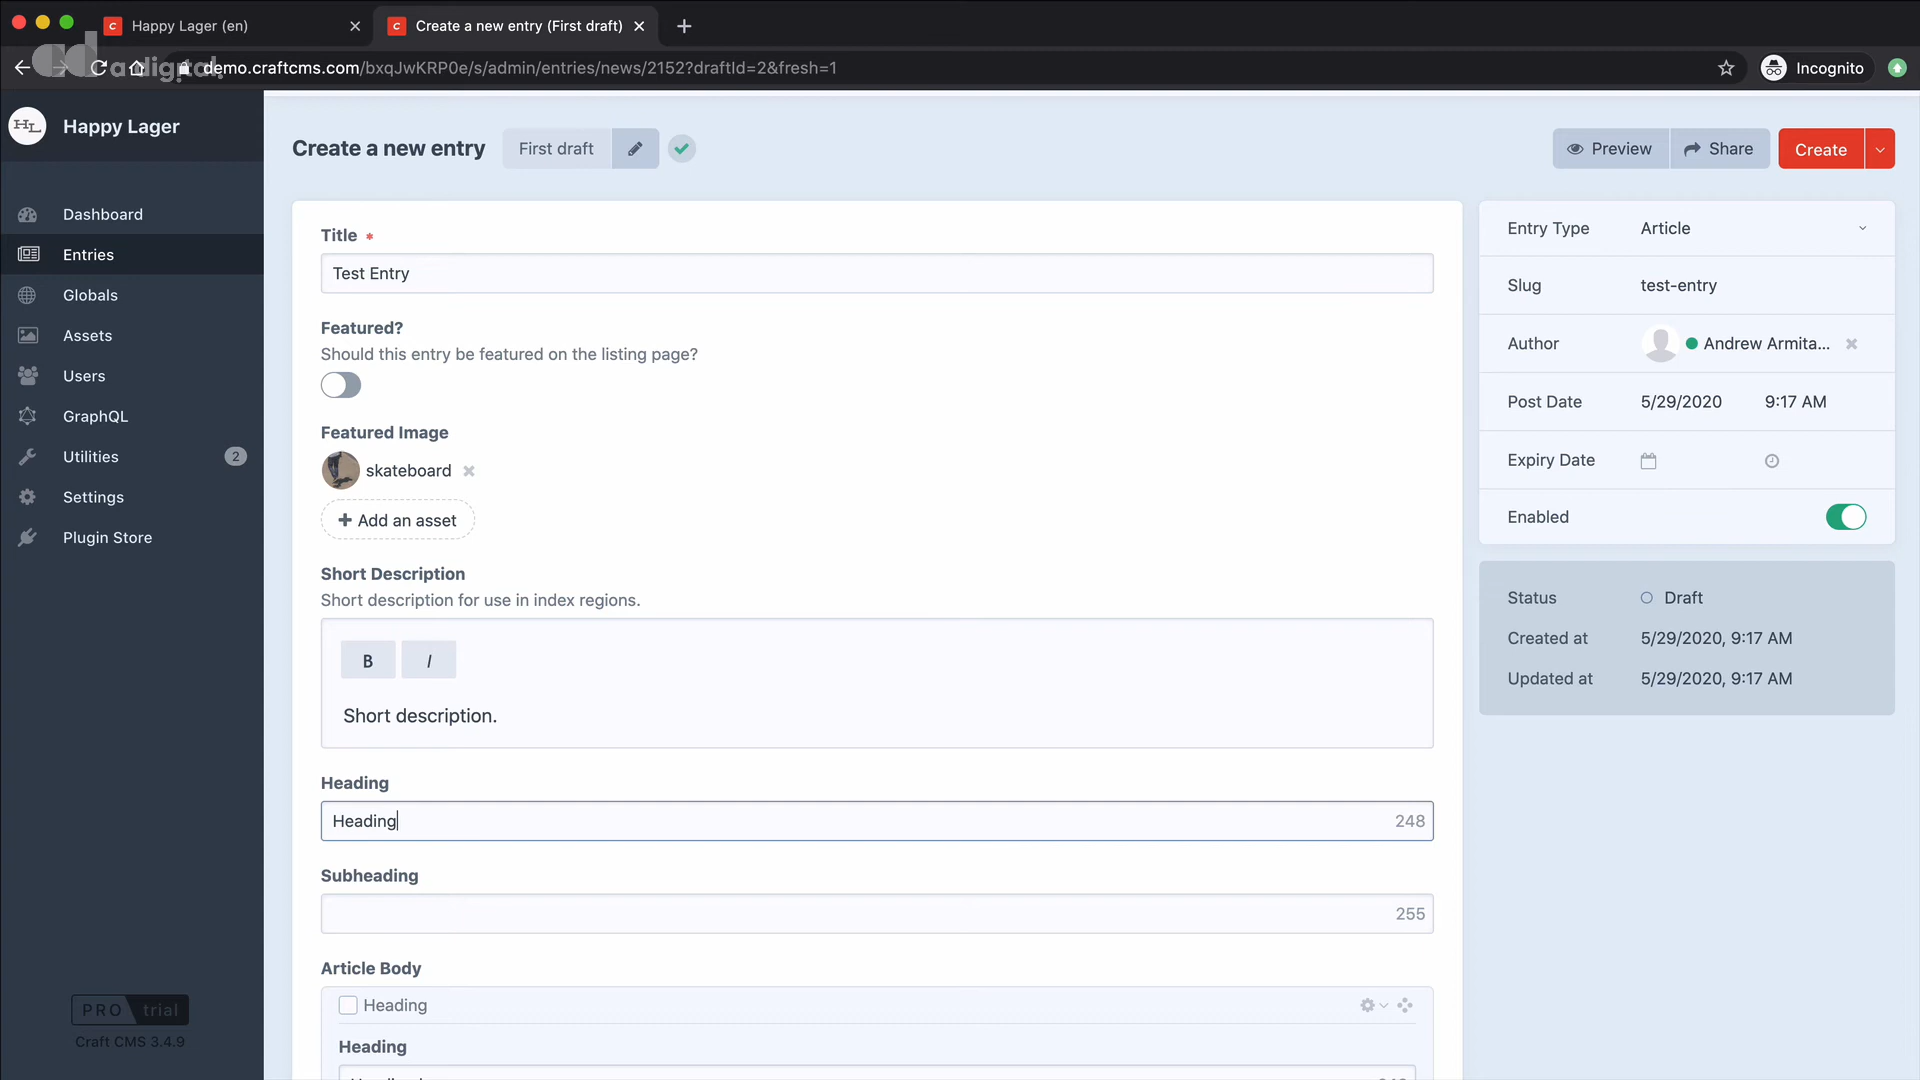 Happy Lager (en)
Create a new entry (First draft)
adigital.
demo.craftcms.com/bxqJwKRP0e/s/admin/entries/news/2152?draftId=2&fresh=1
Incognito
HL
Happy Lager
Dashboard
Entries
Globals
Assets
Users
GraphQL
Utilities
2
Settings
Plugin Store
PRO trial
Craft CMS 3.4.9
Create a new entry
First draft
Preview
Share
Create
Title *
Test Entry
Featured?
Should this entry be featured on the listing page?
Featured Image
skateboard
Add an asset
Short Description
Short description for use in index regions.
B
I
Short description.
Heading
Heading
248
Subheading
255
Article Body
Heading
Heading
Entry Type
Article
Slug
test-entry
Author
Andrew Armita...
Post Date
5/29/2020
9:17 AM
Expiry Date
Enabled
Status
Draft
Created at
5/29/2020, 9:17 AM
Updated at
5/29/2020, 9:17 AM